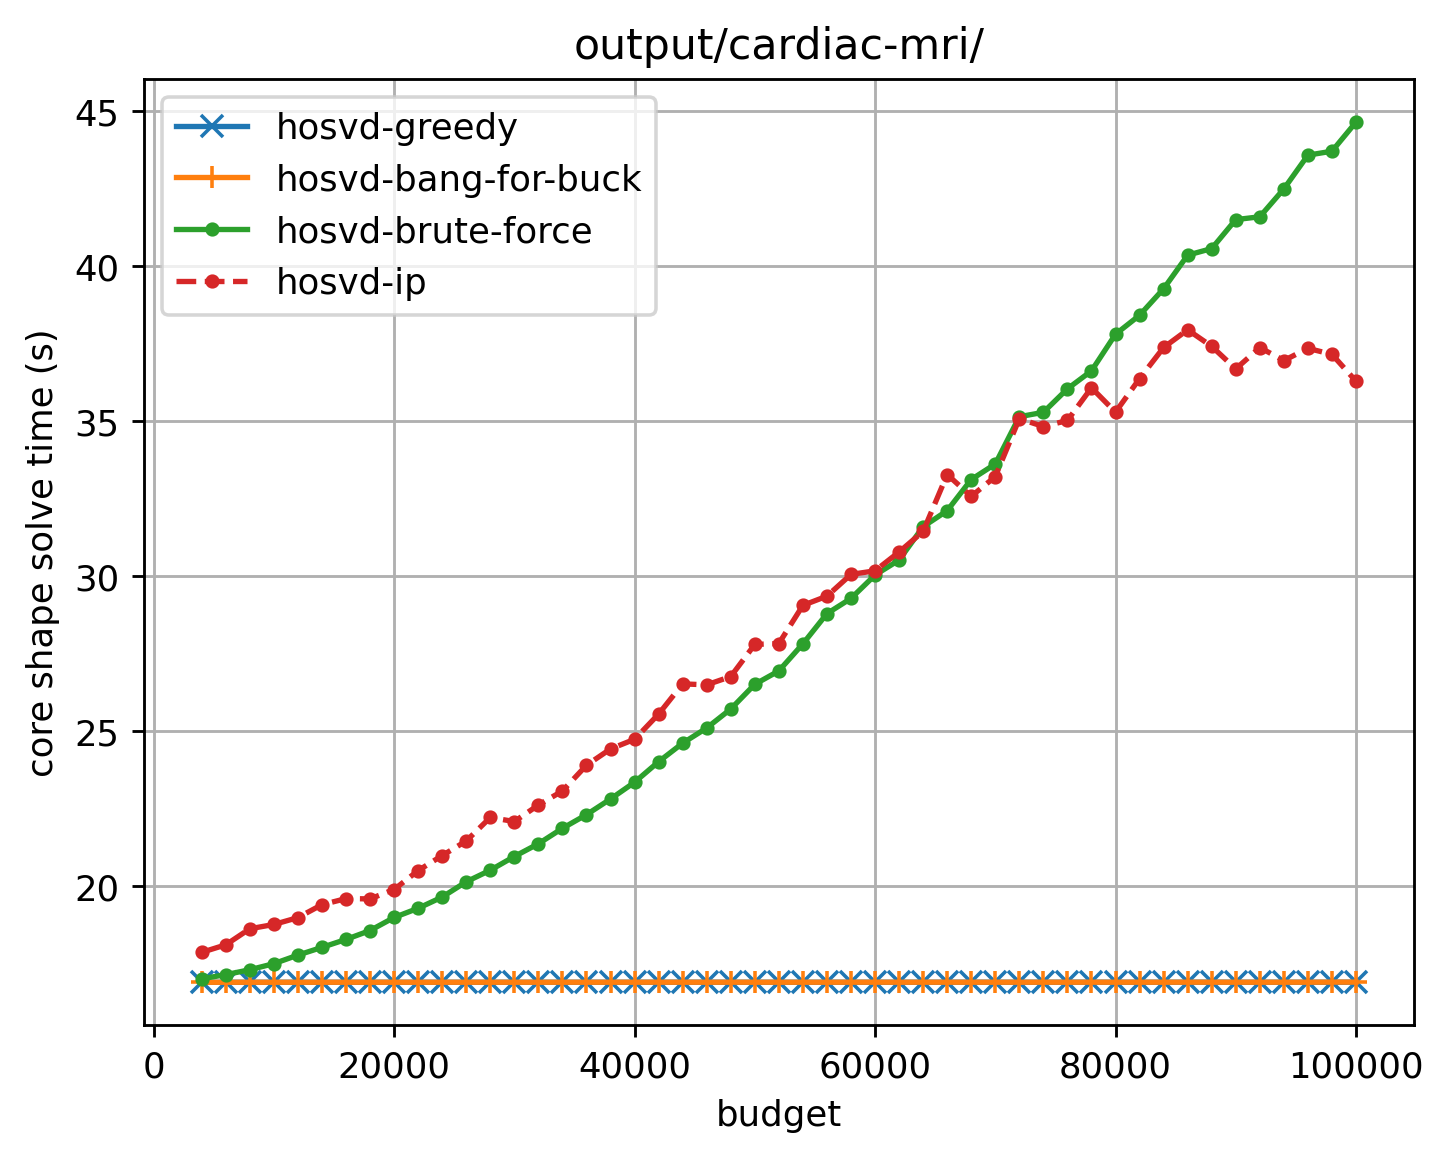 output/cardiac-mri/
45
40
35
30
25
20
core shape solve time (s)
hosvd-greedy
hosvd-bang-for-buck
hosvd-brute-force
hosvd-ip
0 20000 40000 60000 80000 100000
budget